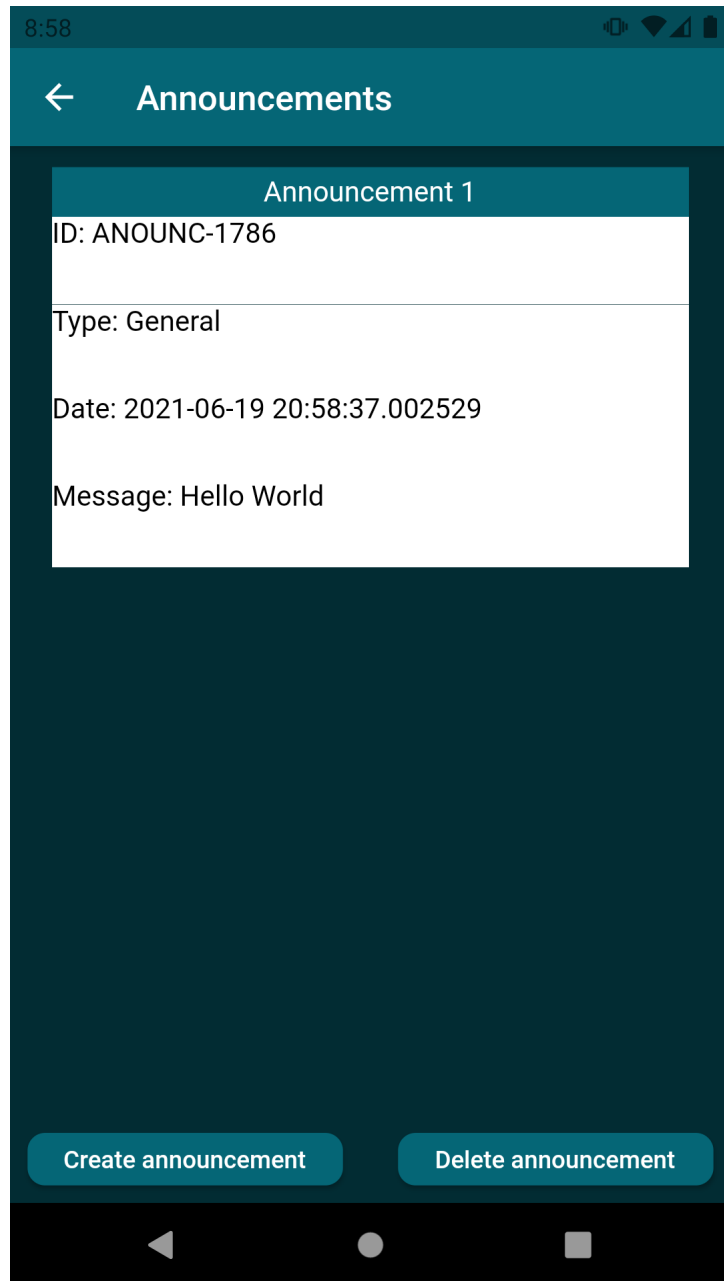 8:58
Announcements
Announcement 1
ID: ANOUNC-1786
Type: General
Date: 2021-06-19 20:58:37.002529
Message: Hello World
Create announcement
Delete announcement